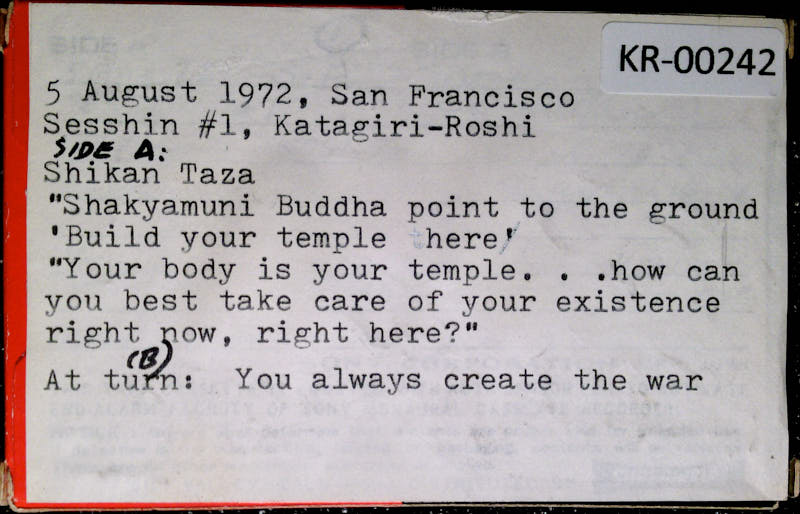 KR-00242
5 August 1972, San Francisco
Sesshin #1, Katagiri-Roshi
SIDE A:
Shikan Taza
"Shakyamuni Buddha point to the ground
'Build your temple here'
"Your body is your temple. . .how can
you best take care of your existence
right now, right here?"
(B)
At turn: You always create the war